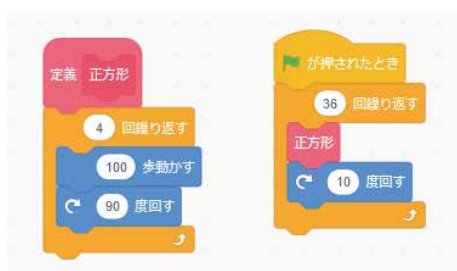 定義 正方形
4 回繰り返す
100 歩動かす
90 度回す
が押されたとき
36 回繰り返す
正方形
10 度回す